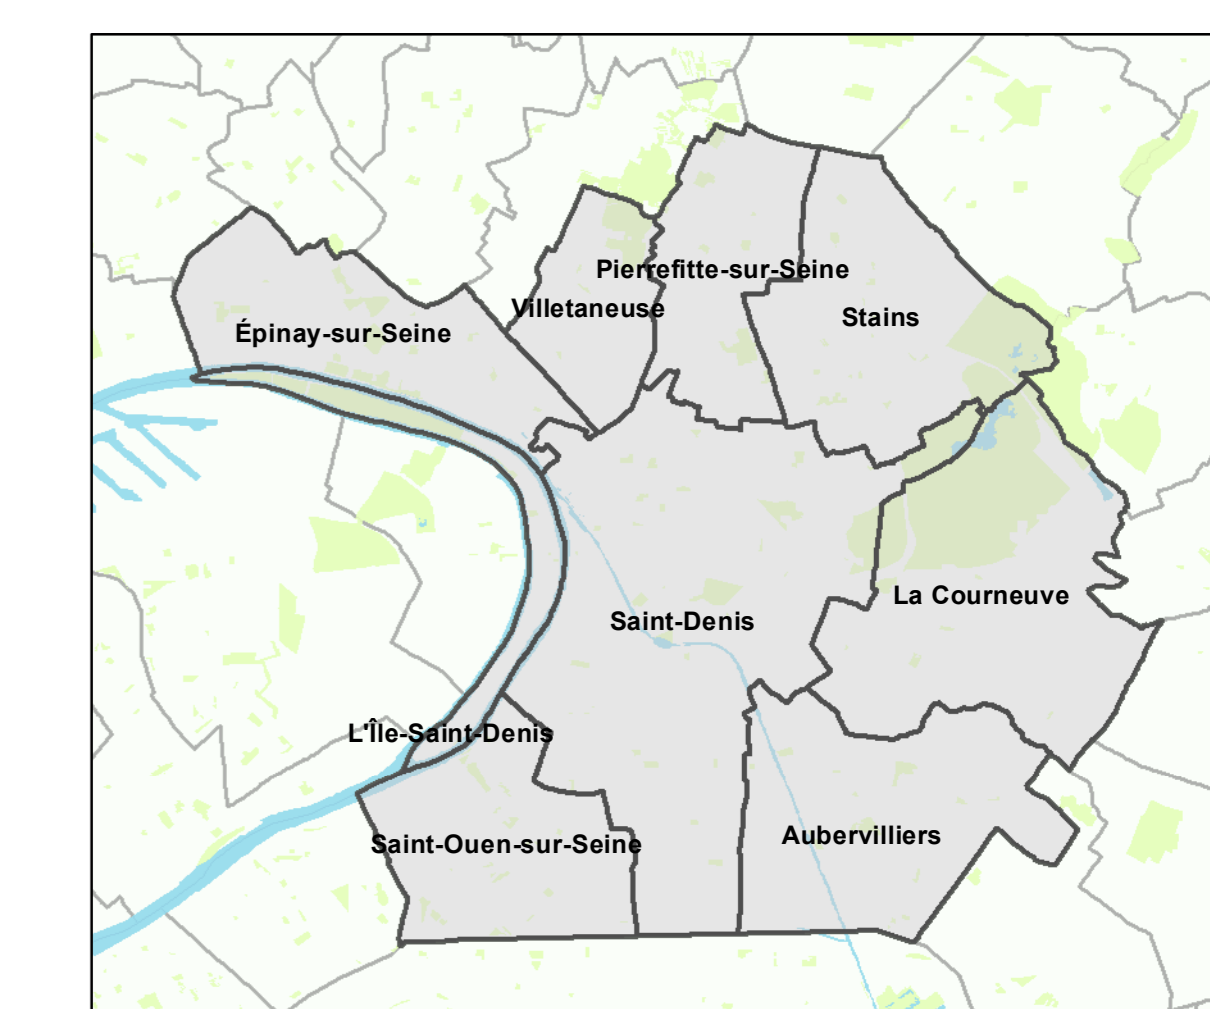 Pierrefitte-sur-Seine
Villetaneuse
Stains
Épinay-sur-Seine
La Courneuve
Saint-Denis
L'Île-Saint-Denis
Aubervilliers
Saint-Ouen-sur-Seine